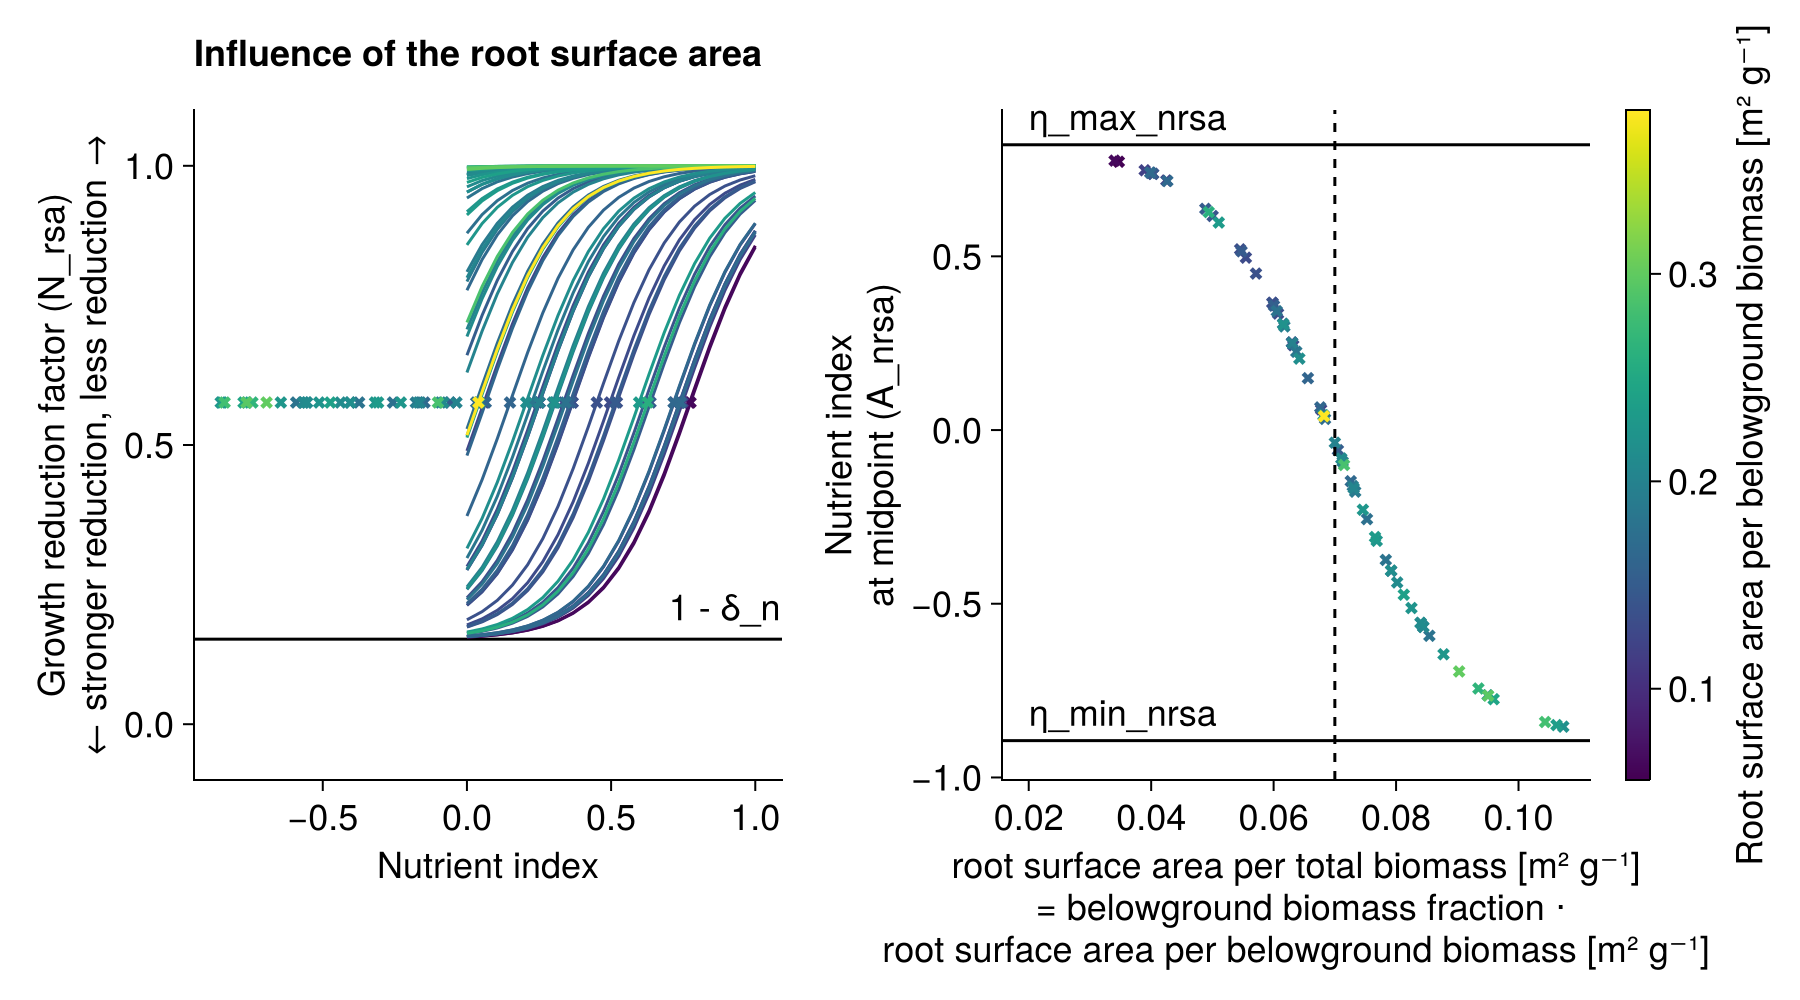 Influence of the root surface area
Growth reduction factor (N_rsa)
← stronger reduction, less reduction →
1.0
0.5
0.0
1 - δ_n
−0.5
0.0
0.5
1.0
Nutrient index
Nutrient index
at midpoint (A_nrsa)
0.5
0.0
−0.5
−1.0
η_max_nrsa
η_min_nrsa
0.02
0.04
0.06
0.08
0.10
root surface area per total biomass [m² g⁻¹]
= belowground biomass fraction ·
root surface area per belowground biomass [m² g⁻¹]
0.3
0.2
0.1
Root surface area per belowground biomass [m² g⁻¹]